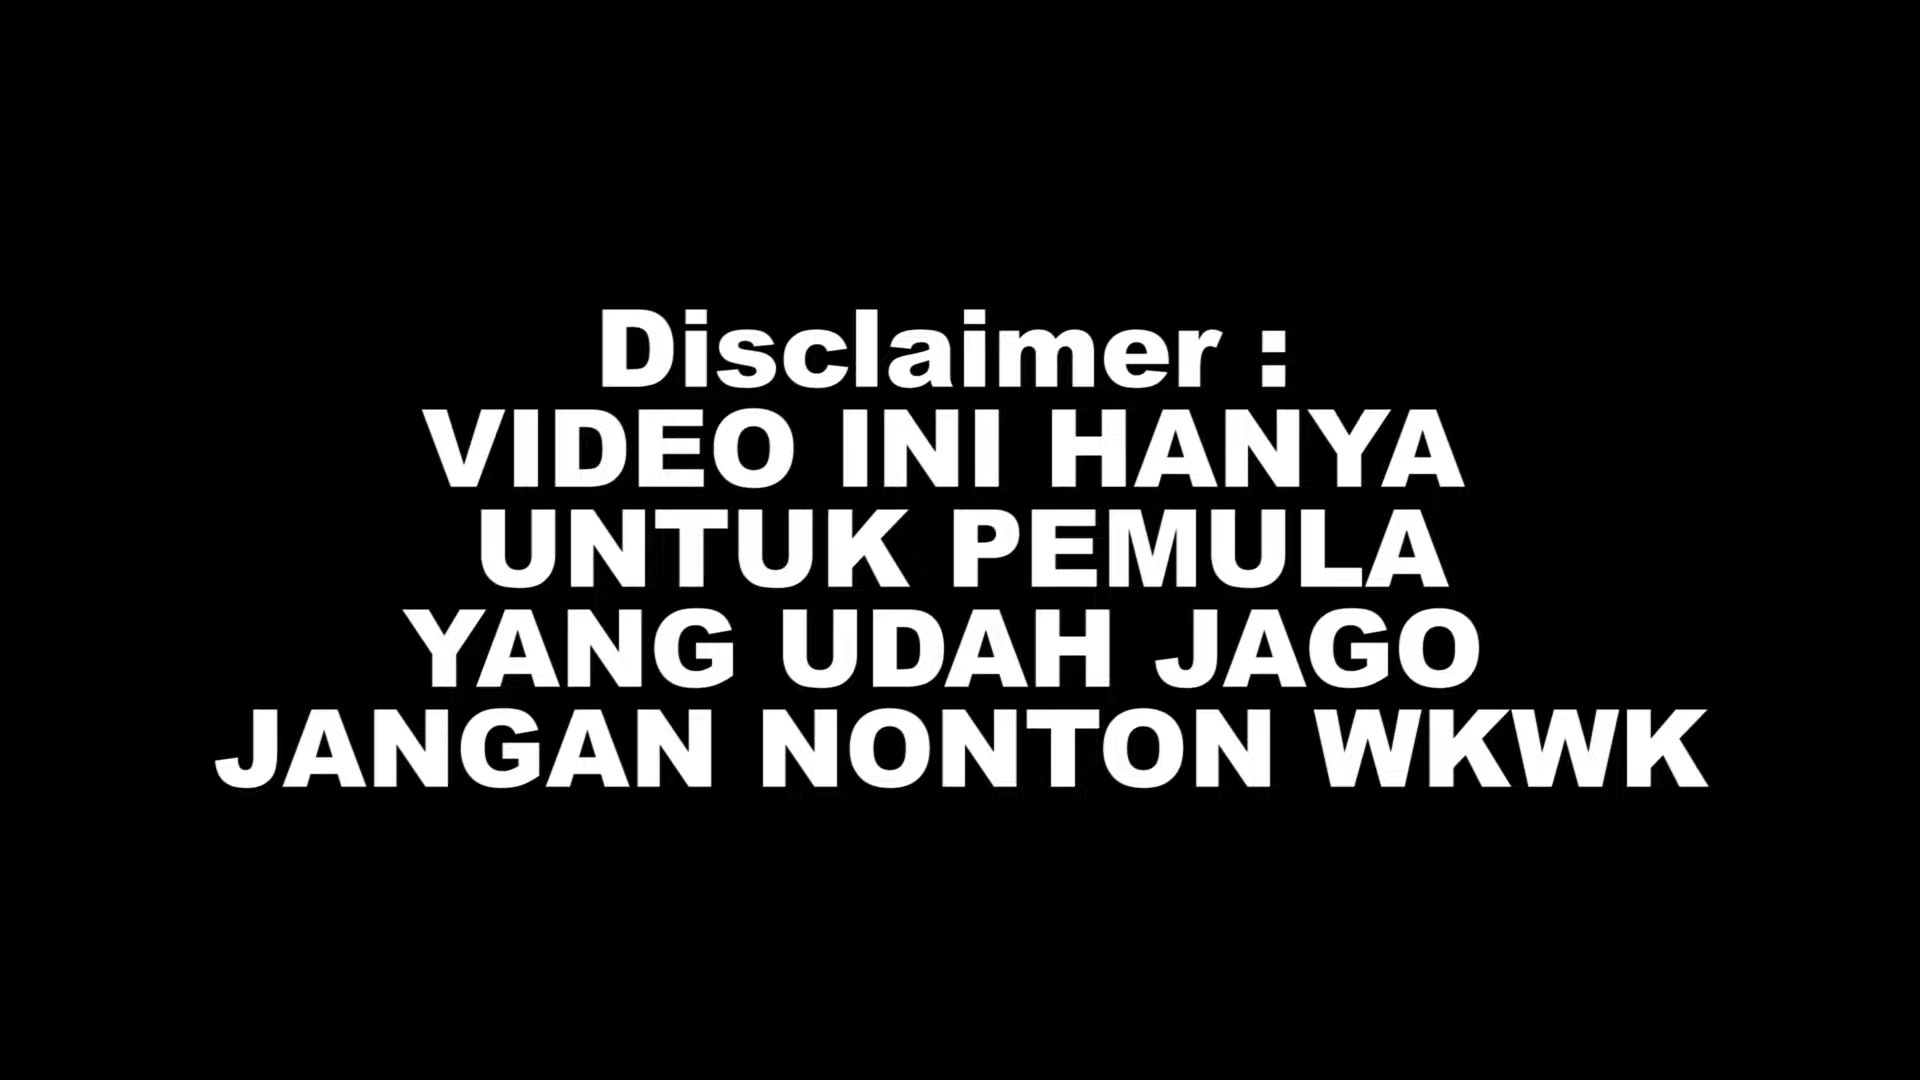 Disclaimer :
VIDEO INI HANYA
UNTUK PEMULA
YANG UDAH JAGO
JANGAN NONTON WKWK